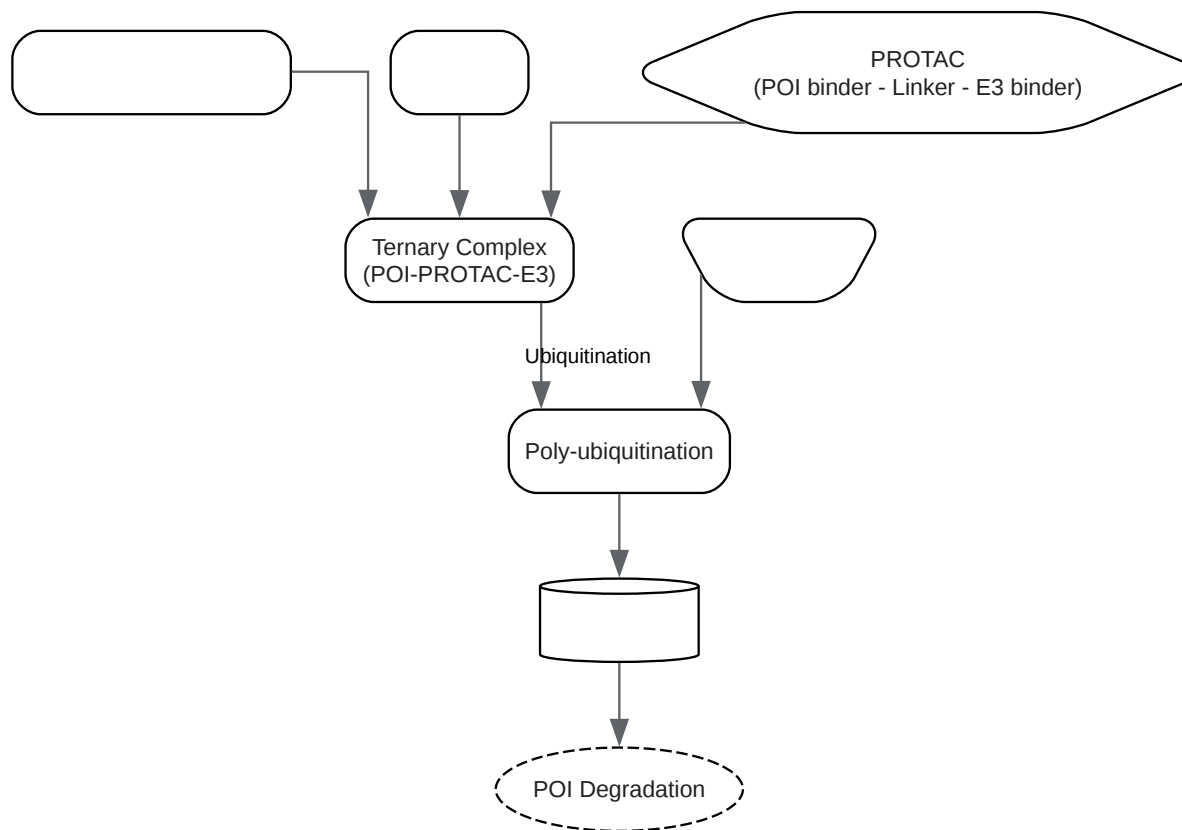 PROTAC
(POI binder - Linker - E3 binder)
Ternary Complex
(POI-PROTAC-E3)
Ubiquitination
Poly-ubiquitination
POI Degradation